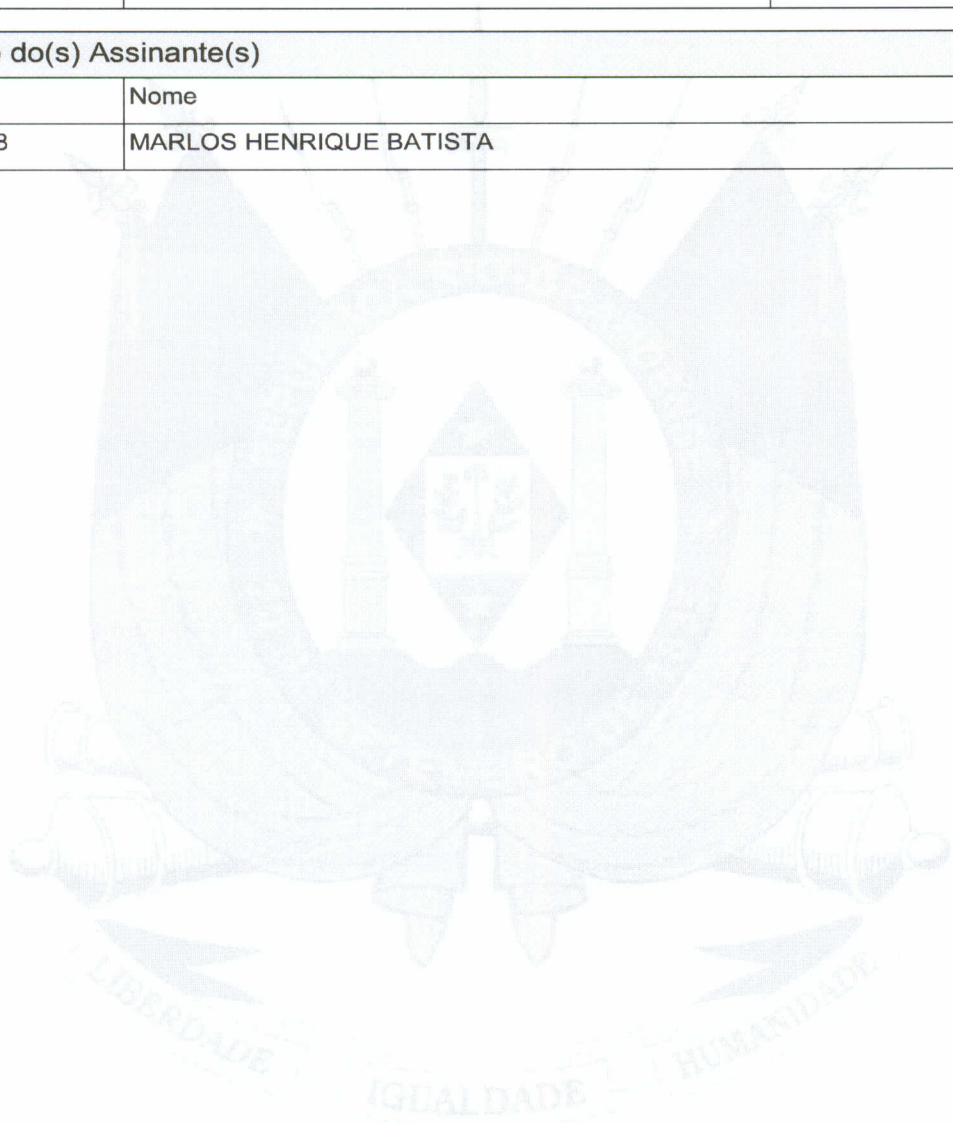 do(s) Assinante(s)
Nome
MARLOS HENRIQUE BATISTA
LIBERDADE
IGUALDADE
HUMANIDADE